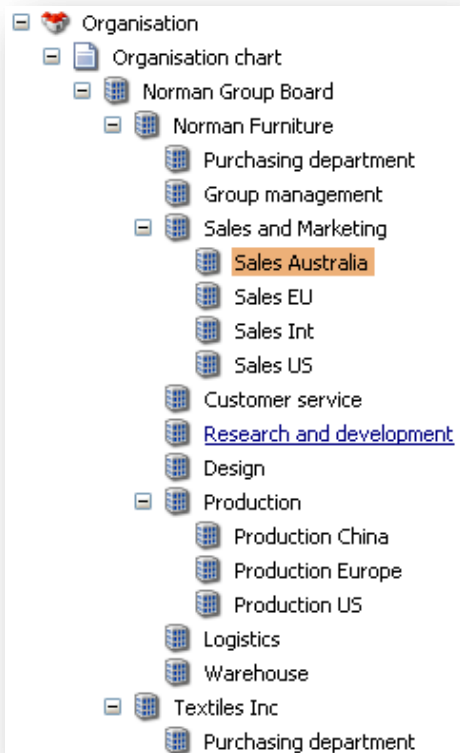 Organisation
Organisation chart
Norman Group Board
Norman Furniture
Purchasing department
Group management
Sales and Marketing
Sales Australia
Sales EU
Sales Int
Sales US
Customer service
Research and development
Design
Production
Production China
Production Europe
Production US
Logistics
Warehouse
Textiles Inc
Purchasing department